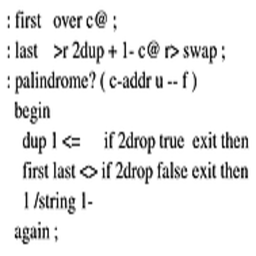 : first over c@ ;
: last >r 2dup + 1- c@ r> swap ;
: palindrome? ( c-addr u -- f )
begin
dup 1 <= if 2drop true exit then
first last <> if 2drop false exit then
1 /string 1-
again ;